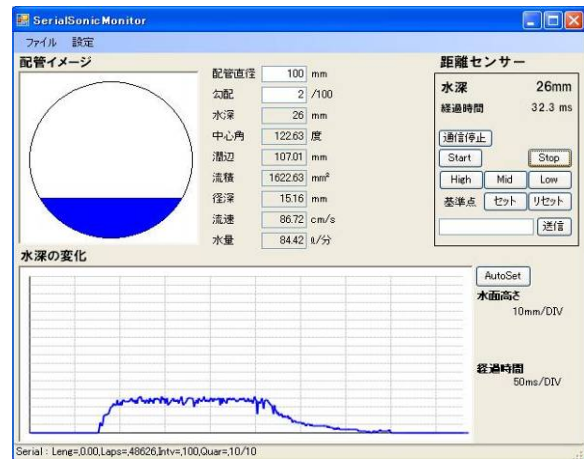 SerialSonicMonitor
ファイル 設定
配管イメージ
配管直径 100 mm
勾配 2 /100
水深 26 mm
中心角 122.63 度
潤辺 107.01 mm
流積 1622.63 mm²
径深 15.16 mm
流速 86.72 cm/s
水量 84.42 ℓ/分
距離センサー
水深 26mm
経過時間 32.3 ms
通信停止
Start Stop
High Mid Low
基準点 セット リセット
送信
水深の変化
AutoSet
水面高さ
10mm/DIV
経過時間
50ms/DIV
Serial : Leng=,0.00,Laps=,48626,Intv=,100,Quar=,10/10